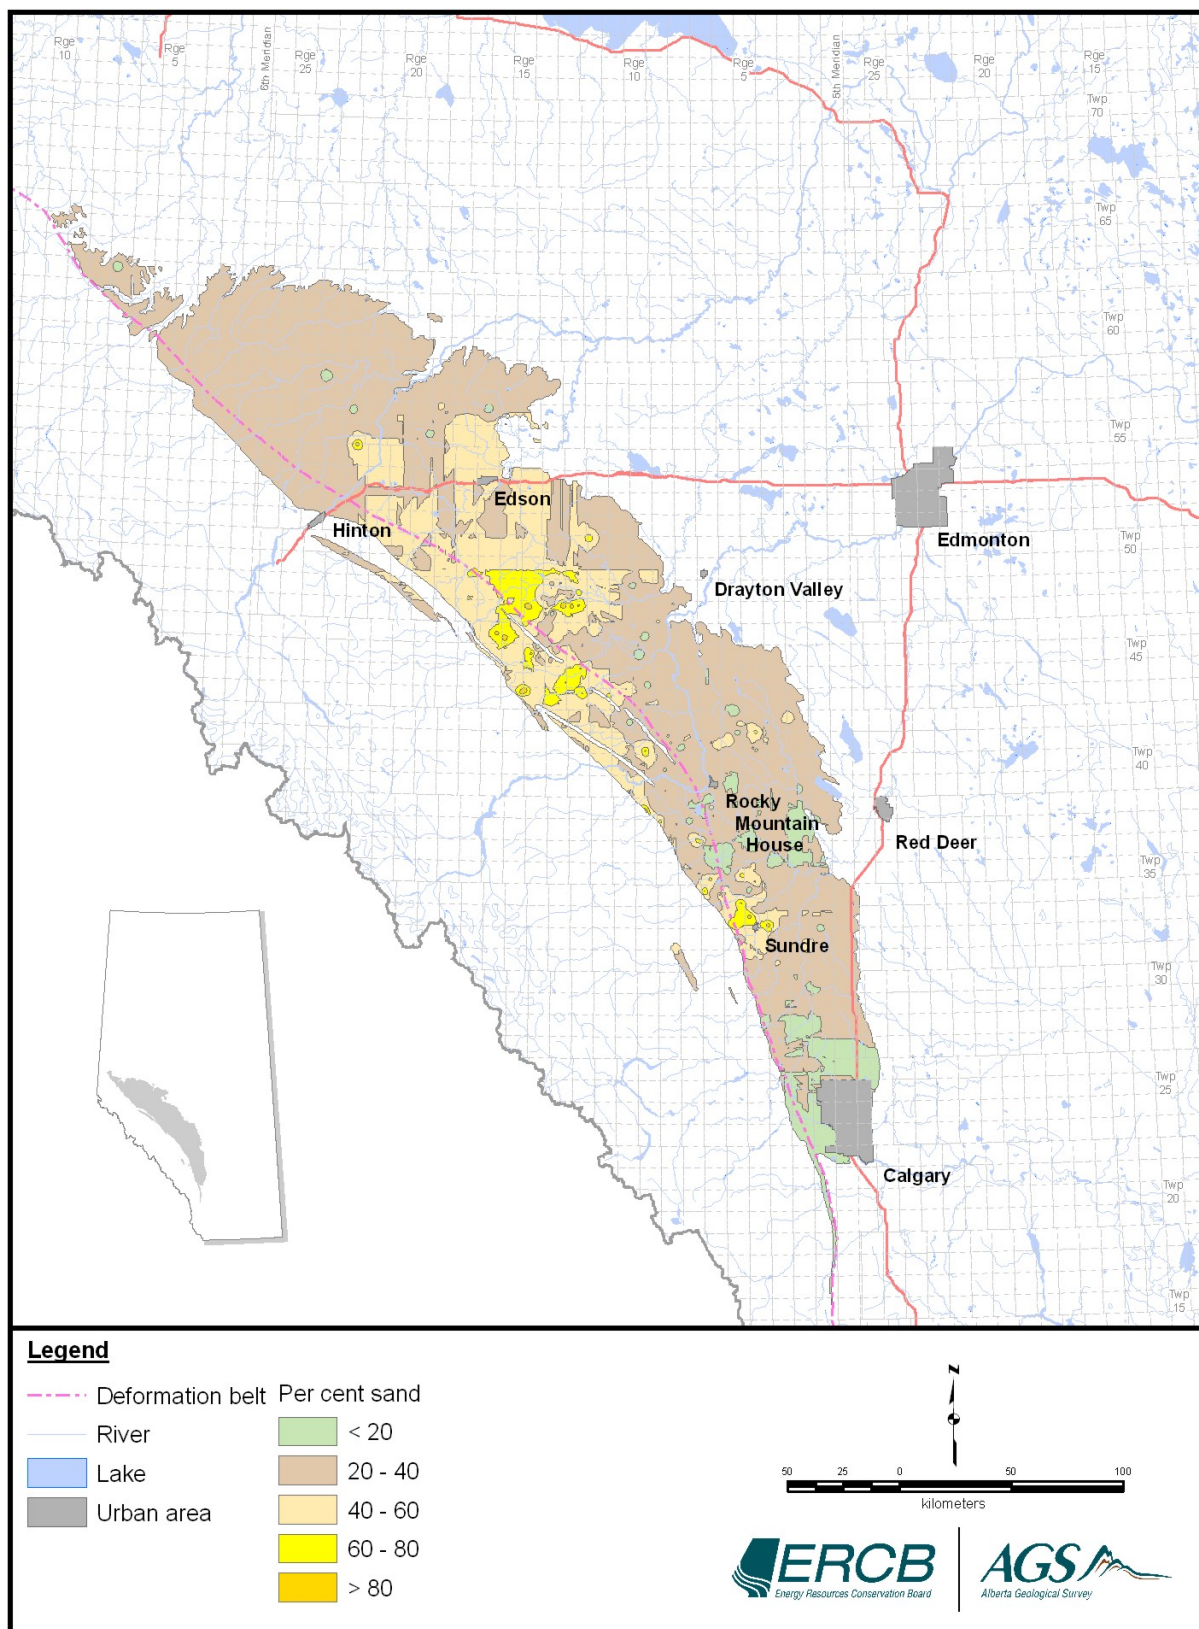 Rge
10
Rge
5
6th Meridian
Rge
25
Rge
20
Rge
15
Rge
10
Rge
5
5th Meridian
Rge
25
Rge
20
Rge
15
Twp
70
Twp
65
Twp
60
Twp
55
Twp
50
Twp
45
Twp
40
Twp
35
Twp
30
Twp
25
Twp
20
Twp
15
Edson
Hinton
Edmonton
Drayton Valley
Rocky
Mountain
House
Red Deer
Sundre
Calgary
Legend
Deformation belt
River
Lake
Urban area
Per cent sand
< 20
20 - 40
40 - 60
60 - 80
> 80
N
50 25 0 50 100
kilometers
ERCB
Energy Resources Conservation Board
AGS
Alberta Geological Survey